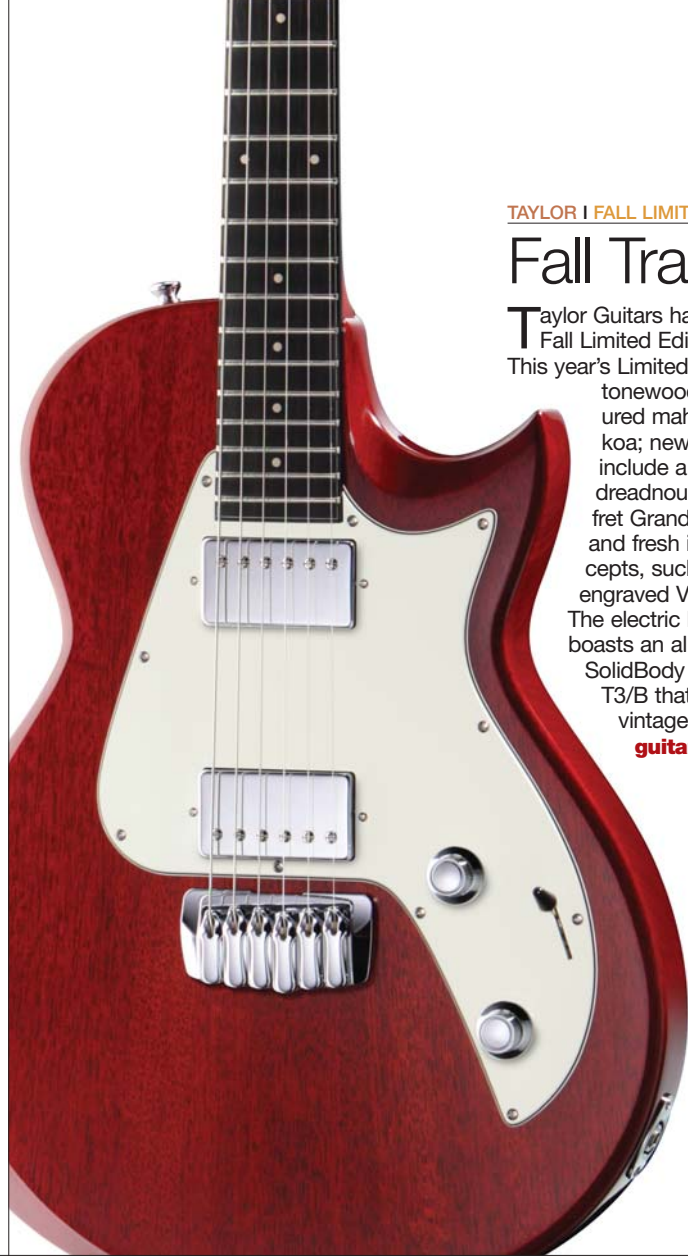 TAYLOR I FALL LIMIT
Fall Tra
Taylor Guitars ha
Fall Limited Edi
This year's Limited
tonewood
ured mah
koa; new
include a
dreadnou
fret Grand
and fresh i
cepts, such
engraved V
The electric
boasts an al
SolidBody
T3/B that
vintage
guita